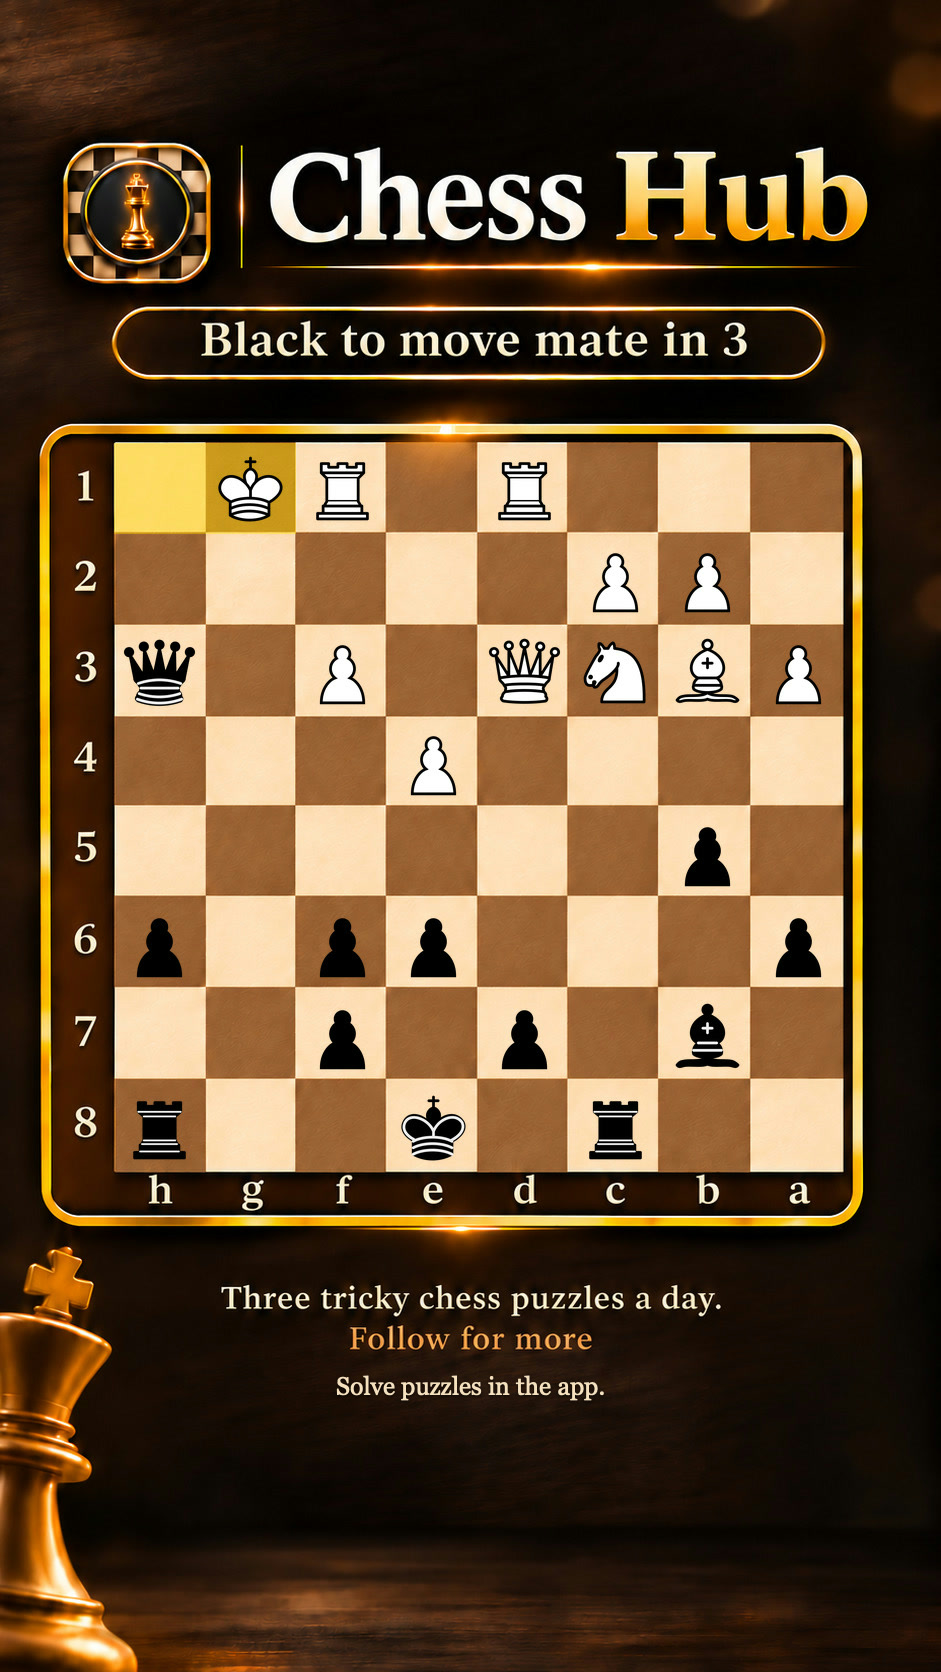 Chess Hub
Black to move mate in 3
1
2
3
4
5
6
7
8
h g f e d c b a
Three tricky chess puzzles a day.
Follow for more
Solve puzzles in the app.